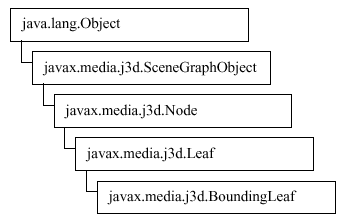 java.lang.Object
javax.media.j3d.SceneGraphObject
javax.media.j3d.Node
javax.media.j3d.Leaf
javax.media.j3d.BoundingLeaf